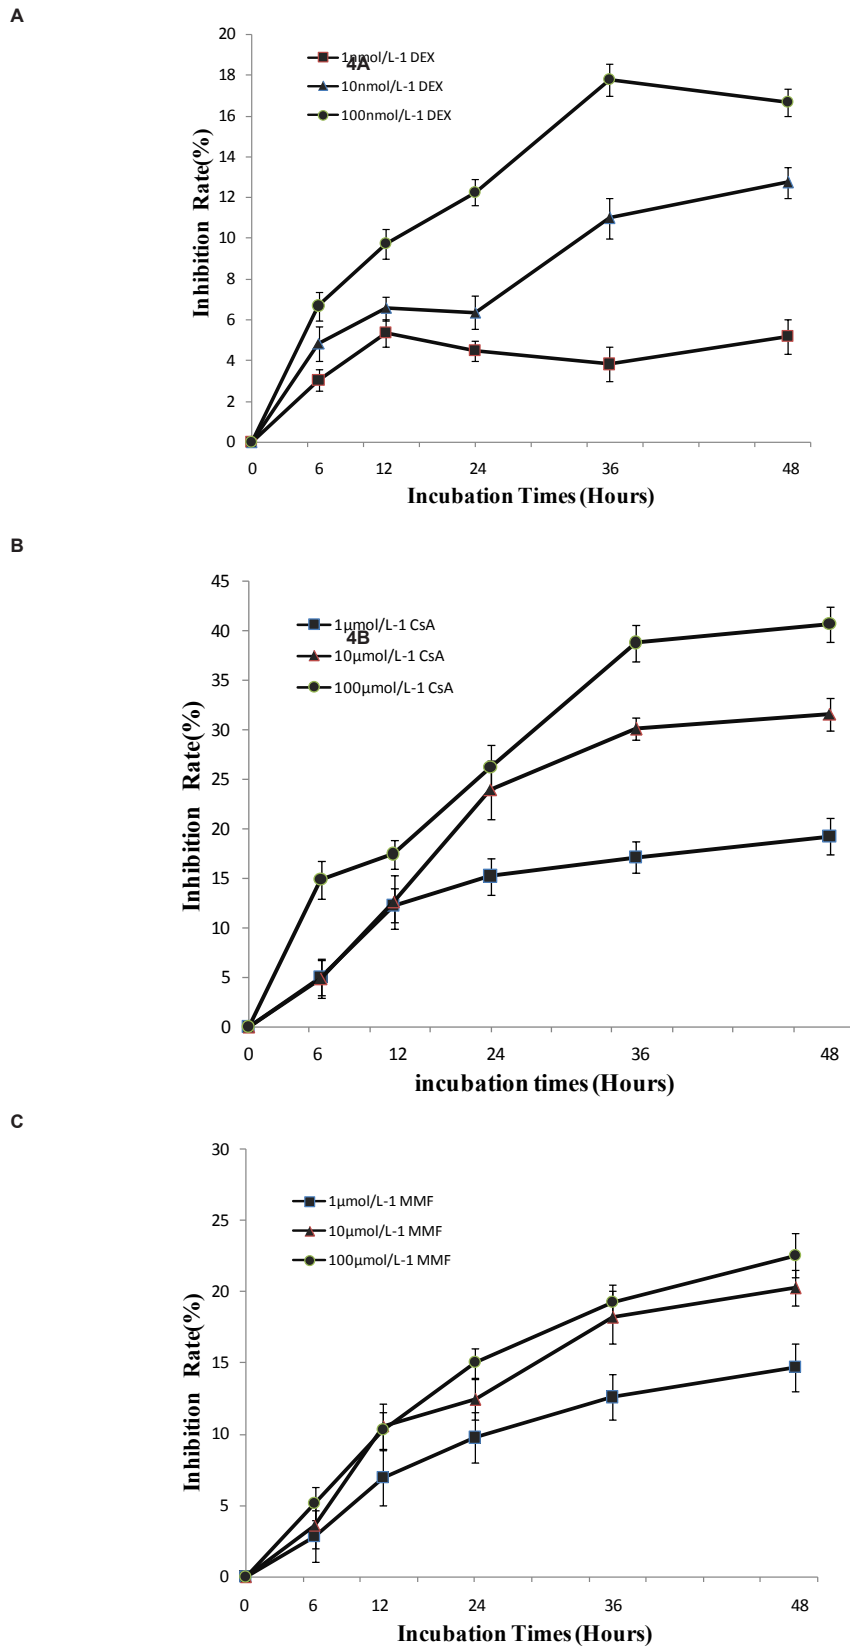 A
20
18
16
14
12
10
8
6
4
2
0
1nmol/L-1 DEX
4A
10nmol/L-1 DEX
100nmol/L-1 DEX
Inhibition Rate(%)
0 6 12 24 36 48
Incubation Times (Hours)
B
45
40
35
30
25
20
15
10
5
0
1μmol/L-1 CsA
4B
10μmol/L-1 CsA
100μmol/L-1 CsA
Inhibition Rate(%)
0 6 12 24 36 48
incubation times (Hours)
C
30
25
20
15
10
5
0
1μmol/L-1 MMF
10μmol/L-1 MMF
100μmol/L-1 MMF
Inhibition Rate(%)
0 6 12 24 36 48
Incubation Times (Hours)